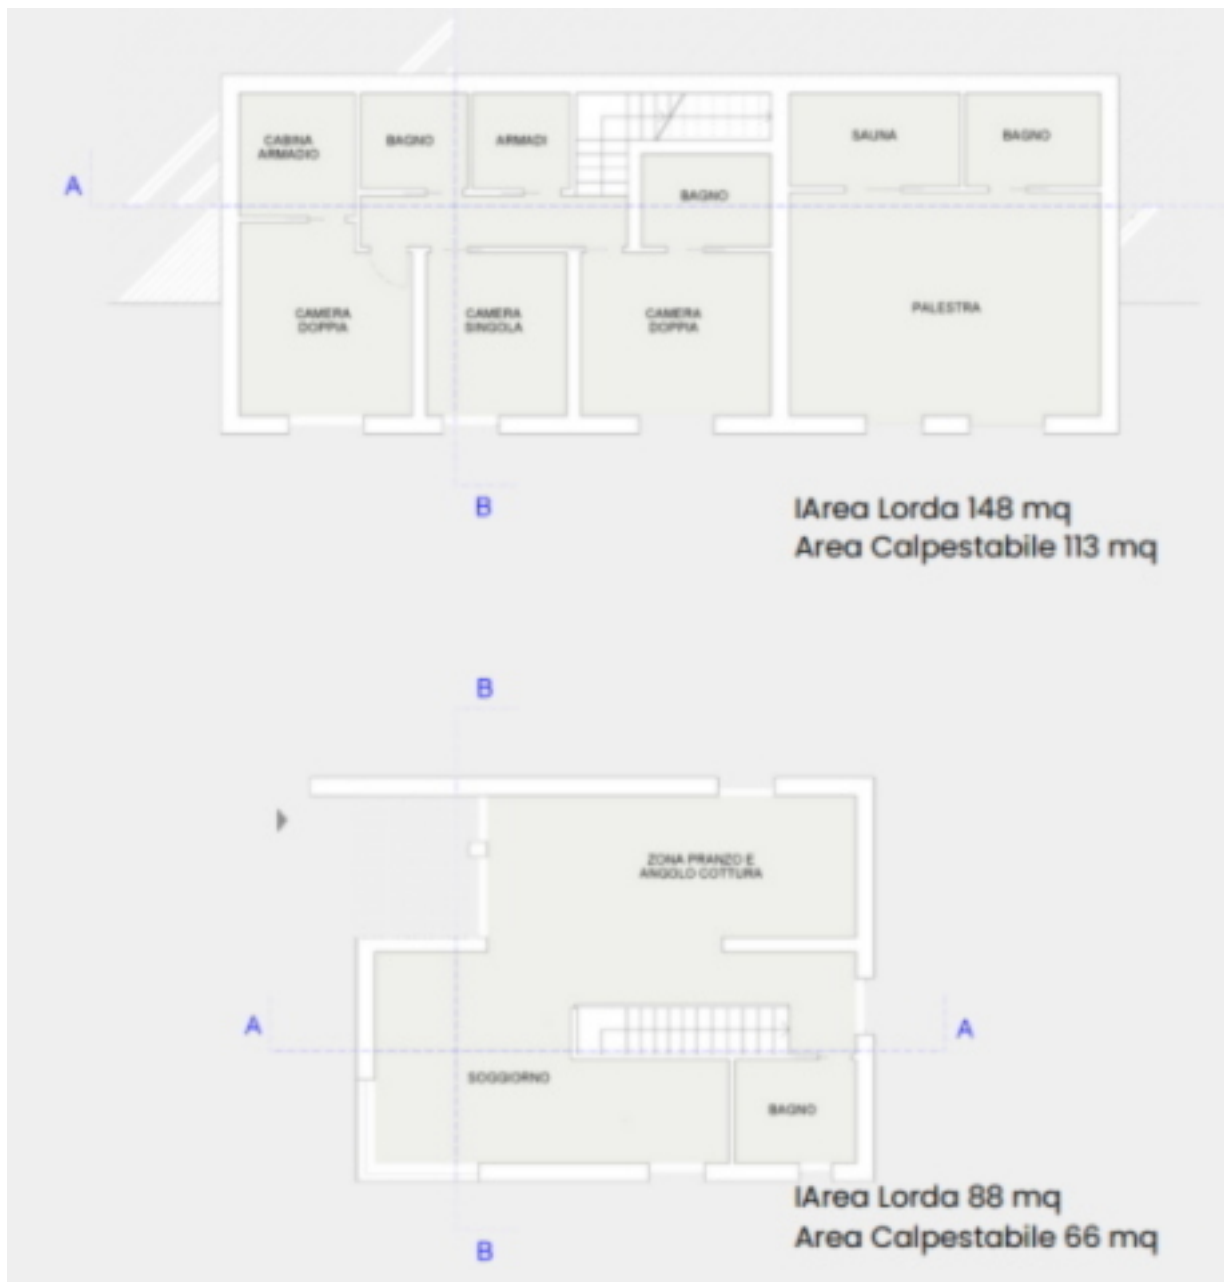 CABINA
ARMADIO
BAGNO
ARMADI
SAUNA
BAGNO
A
BAGNO
CAMERA
DOPPIA
CAMERA
SINGOLA
CAMERA
DOPPIA
PALESTRA
B
IArea Lorda 148 mq
Area Calpestabile 113 mq
B
ZONA PRANZO E
ANGOLO COTTURA
A
A
SOGGIORNO
BAGNO
IArea Lorda 88 mq
Area Calpestabile 66 mq
B